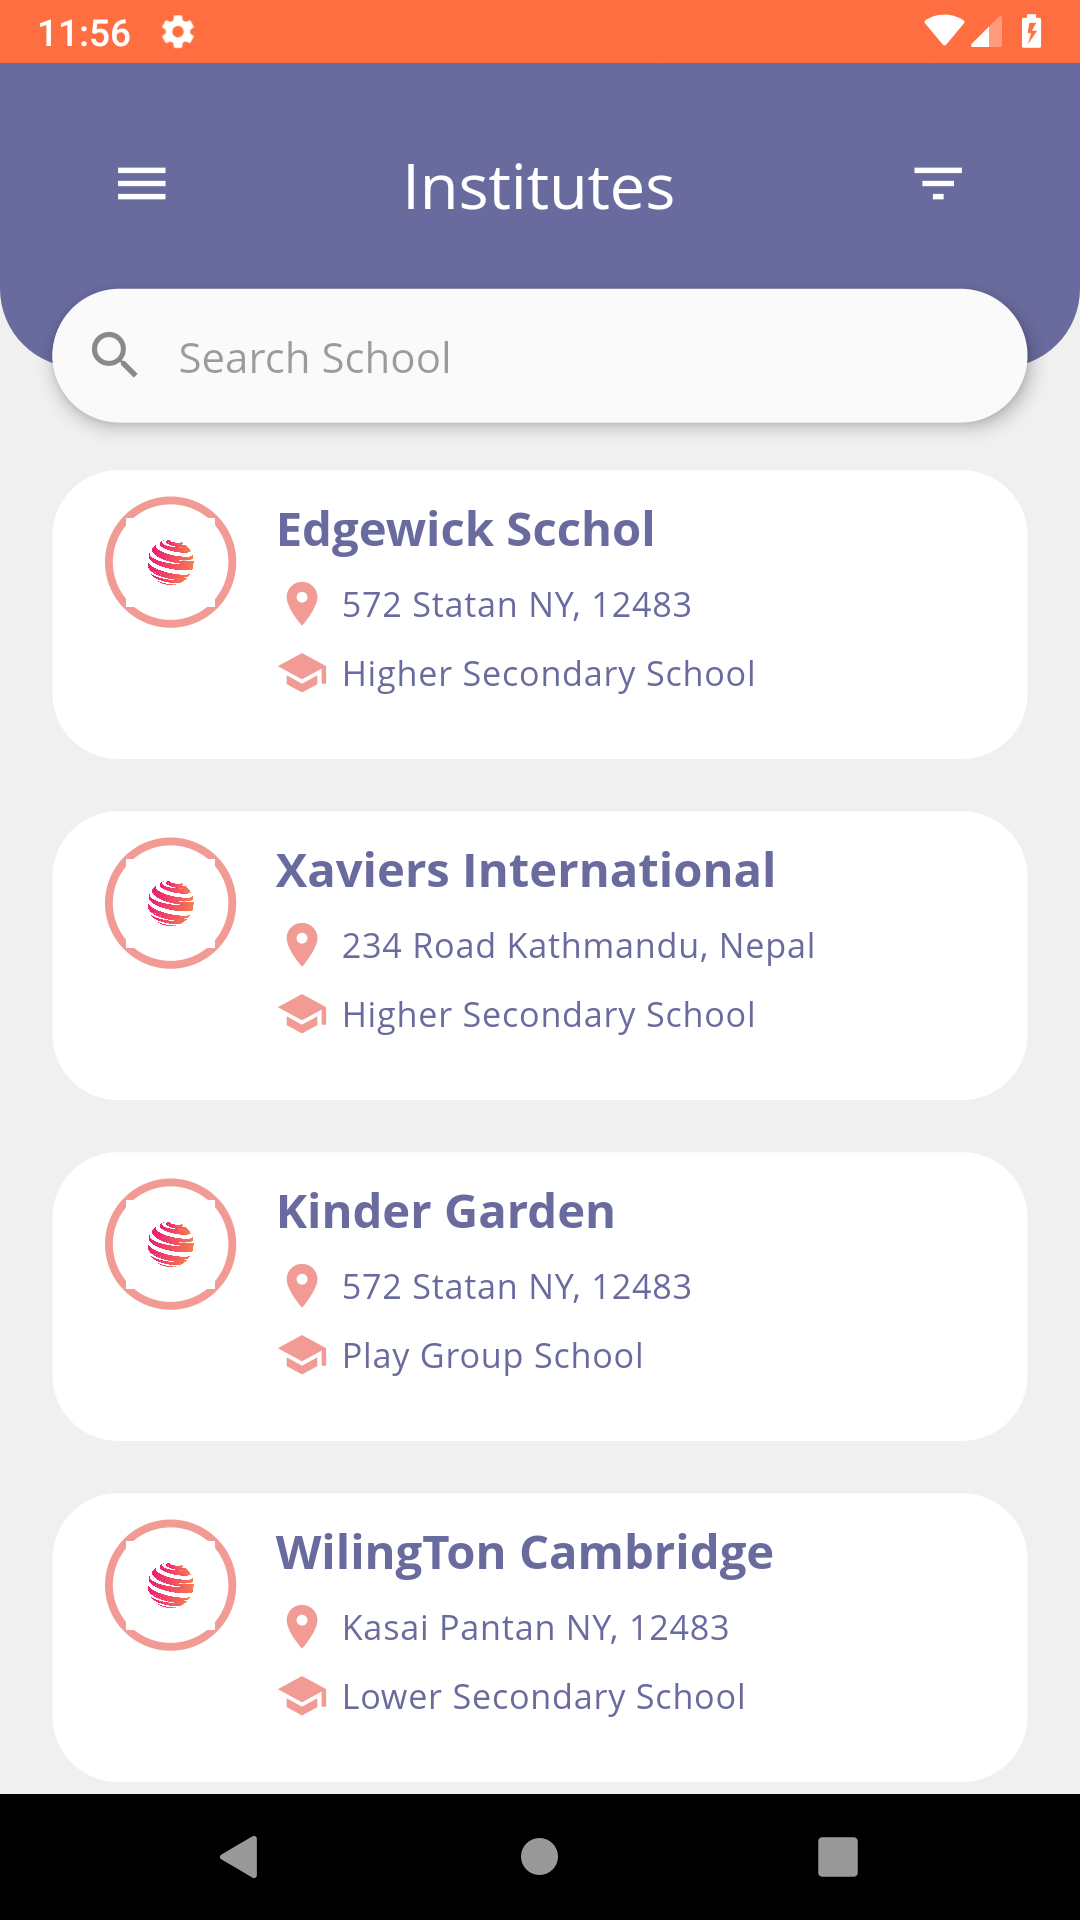 11:56
Institutes
Search School
Edgewick Scchol
572 Statan NY, 12483
Higher Secondary School
Xaviers International
234 Road Kathmandu, Nepal
Higher Secondary School
Kinder Garden
572 Statan NY, 12483
Play Group School
WilingTon Cambridge
Kasai Pantan NY, 12483
Lower Secondary School